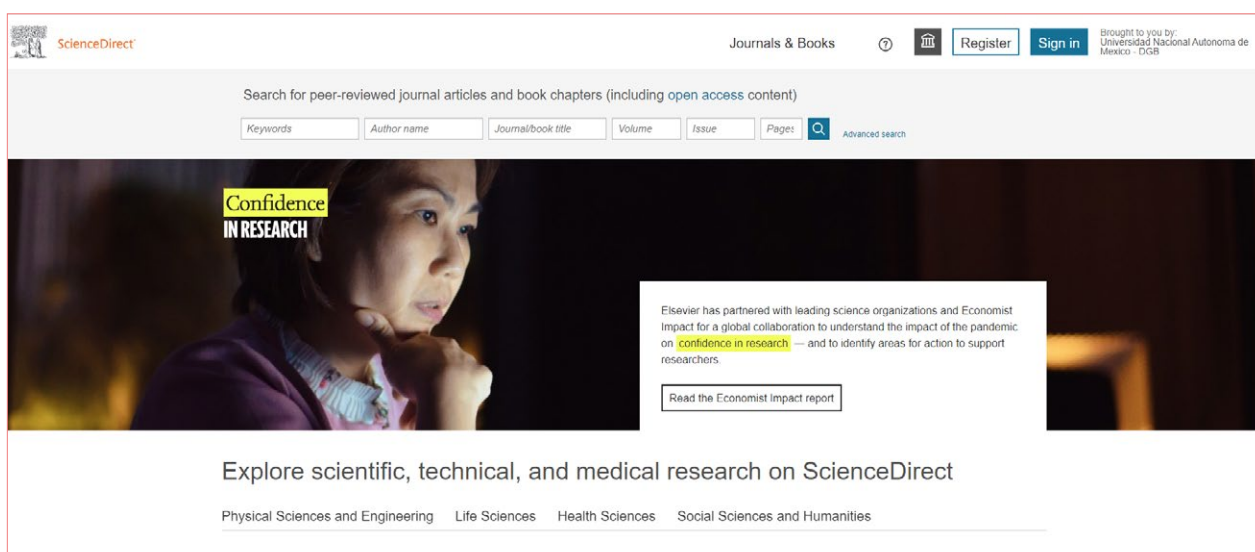 ScienceDirect
Journals & Books
?
Register
Sign in
Brought to you by:
Universidad Nacional Autonoma de
Mexico - DGB
Search for peer-reviewed journal articles and book chapters (including open access content)
Keywords
Author name
Journal/book title
Volume
Issue
Pages
Advanced search
Confidence
IN RESEARCH
Elsevier has partnered with leading science organizations and Economist
Impact for a global collaboration to understand the impact of the pandemic
on confidence in research — and to identify areas for action to support
researchers.
Read the Economist Impact report
Explore scientific, technical, and medical research on ScienceDirect
Physical Sciences and Engineering Life Sciences Health Sciences Social Sciences and Humanities